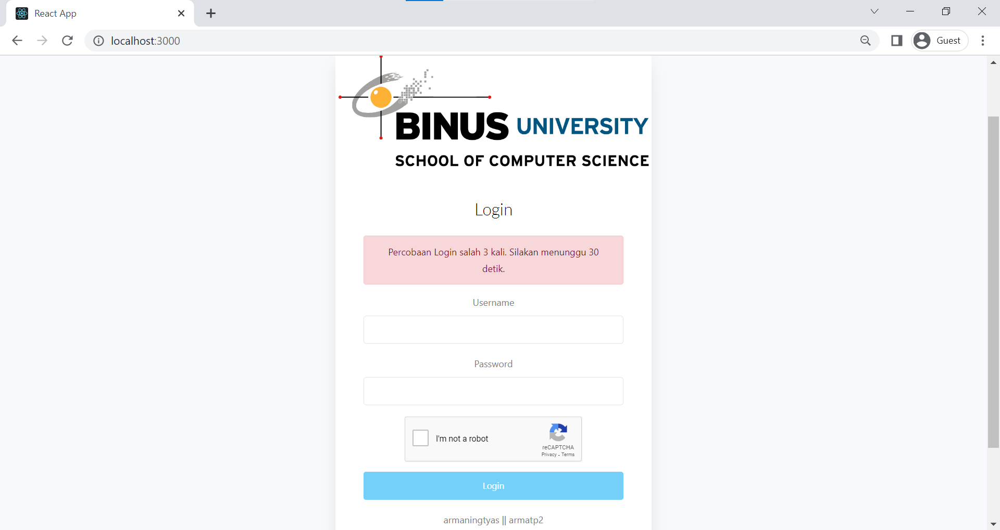 React App
localhost:3000
Guest
BINUS UNIVERSITY
SCHOOL OF COMPUTER SCIENCE
Login
Percobaan Login salah 3 kali. Silakan menunggu 30
detik.
Username
Password
I'm not a robot
reCAPTCHA
Privacy - Terms
Login
armaningtyas || armatp2